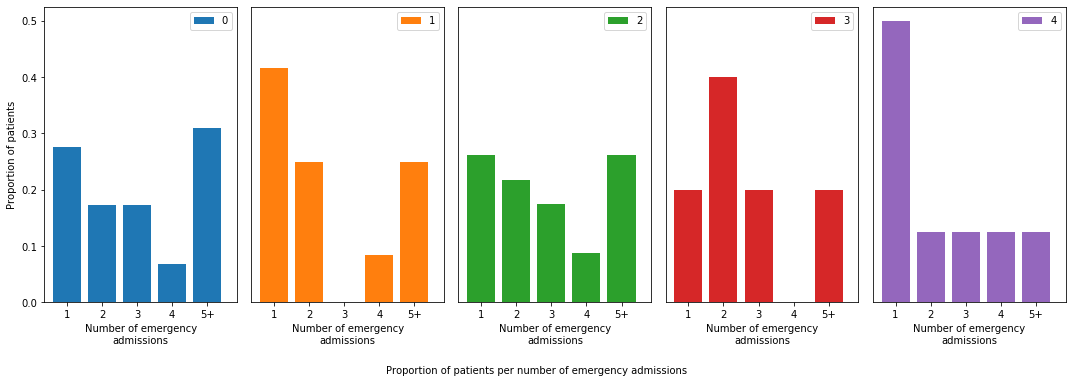 0
1
2
3
4
0.5
0.4
0.3
0.2
0.1
0.0
Proportion of patients
1 2 3 4 5+
1 2 3 4 5+
1 2 3 4 5+
1 2 3 4 5+
1 2 3 4 5+
Number of emergency
admissions
Number of emergency
admissions
Number of emergency
admissions
Number of emergency
admissions
Number of emergency
admissions
Proportion of patients per number of emergency admissions